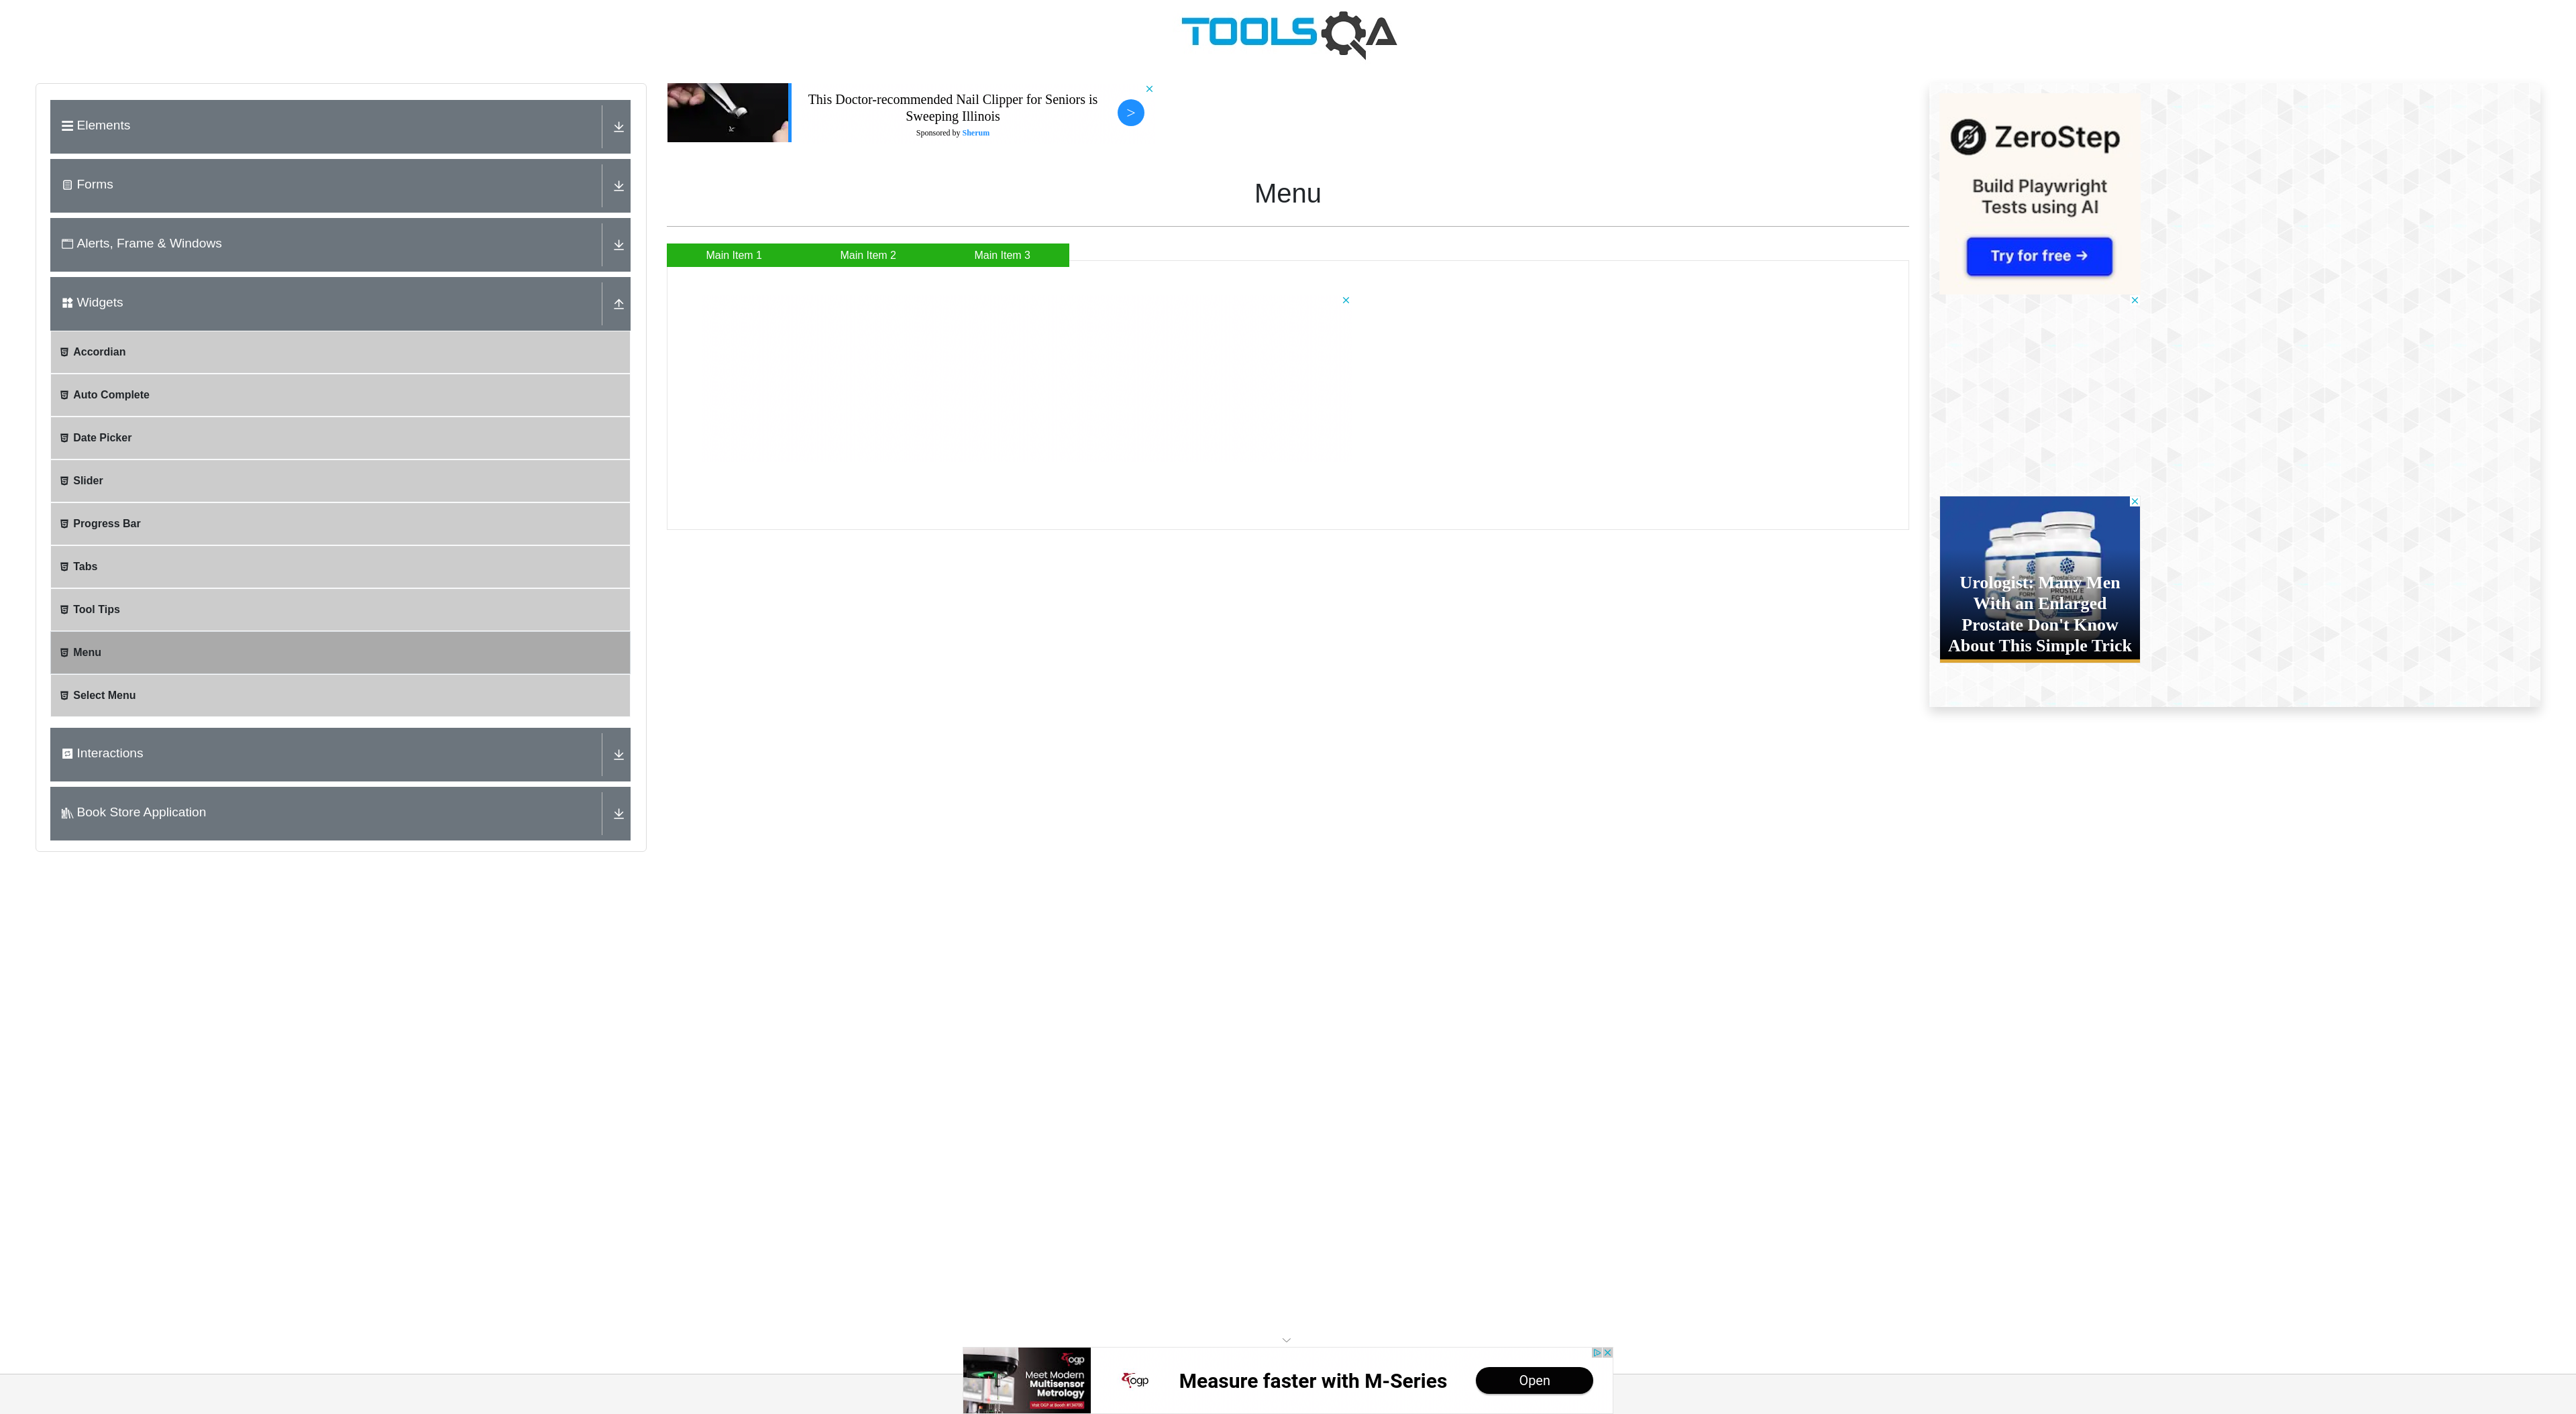 TOOLSQA
Elements
Forms
Alerts, Frame & Windows
Widgets
Accordian
Auto Complete
Date Picker
Slider
Progress Bar
Tabs
Tool Tips
Menu
Select Menu
Interactions
Book Store Application
This Doctor-recommended Nail Clipper for Seniors is
Sweeping Illinois
Sponsored by Sherum
>
Menu
Main Item 1
Main Item 2
Main Item 3
ZeroStep
Build Playwright
Tests using AI
Try for free →
Urologist: Many Men
With an Enlarged
Prostate Don't Know
About This Simple Trick
ogp
Meet Modern
Multisensor
Metrology
ogp
Measure faster with M-Series
Open